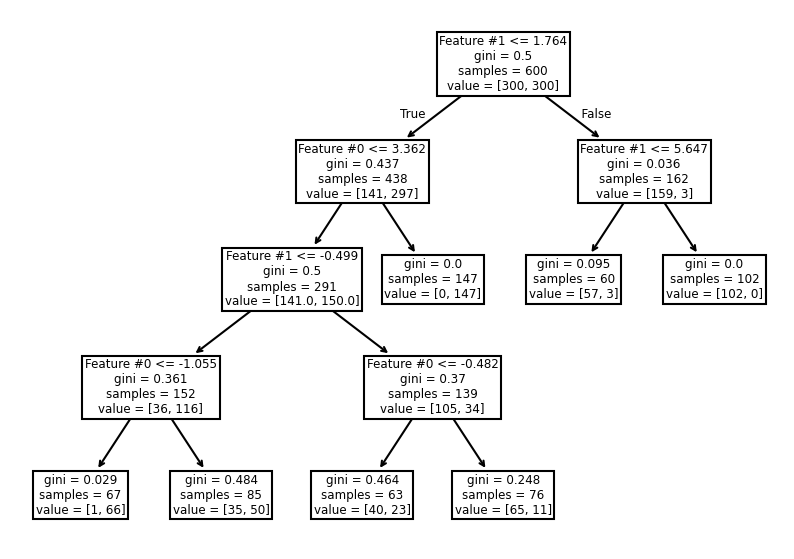 Feature #1 <= 1.764
gini = 0.5
samples = 600
value = [300, 300]
True
False
Feature #0 <= 3.362
gini = 0.437
samples = 438
value = [141, 297]
Feature #1 <= 5.647
gini = 0.036
samples = 162
value = [159, 3]
Feature #1 <= -0.499
gini = 0.5
samples = 291
value = [141.0, 150.0]
gini = 0.0
samples = 147
value = [0, 147]
gini = 0.095
samples = 60
value = [57, 3]
gini = 0.0
samples = 102
value = [102, 0]
Feature #0 <= -1.055
gini = 0.361
samples = 152
value = [36, 116]
Feature #0 <= -0.482
gini = 0.37
samples = 139
value = [105, 34]
gini = 0.029
samples = 67
value = [1, 66]
gini = 0.484
samples = 85
value = [35, 50]
gini = 0.464
samples = 63
value = [40, 23]
gini = 0.248
samples = 76
value = [65, 11]